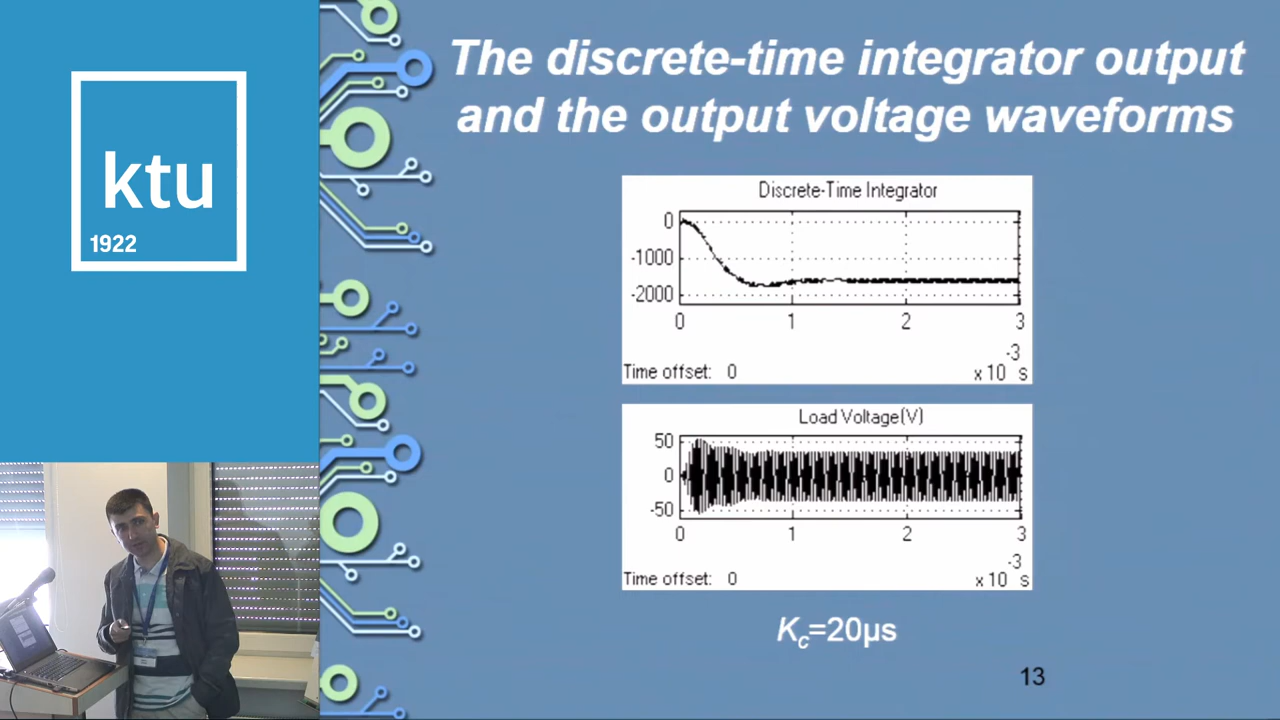 ktu
1922
The discrete-time integrator output
and the output voltage waveforms
Discrete-Time Integrator
0
-1000
-2000
0 1 2 3
-3
Time offset: 0 x 10 s
Load Voltage(V)
50
0
-50
0 1 2 3
-3
Time offset: 0 x 10 s
Kc=20µs
13